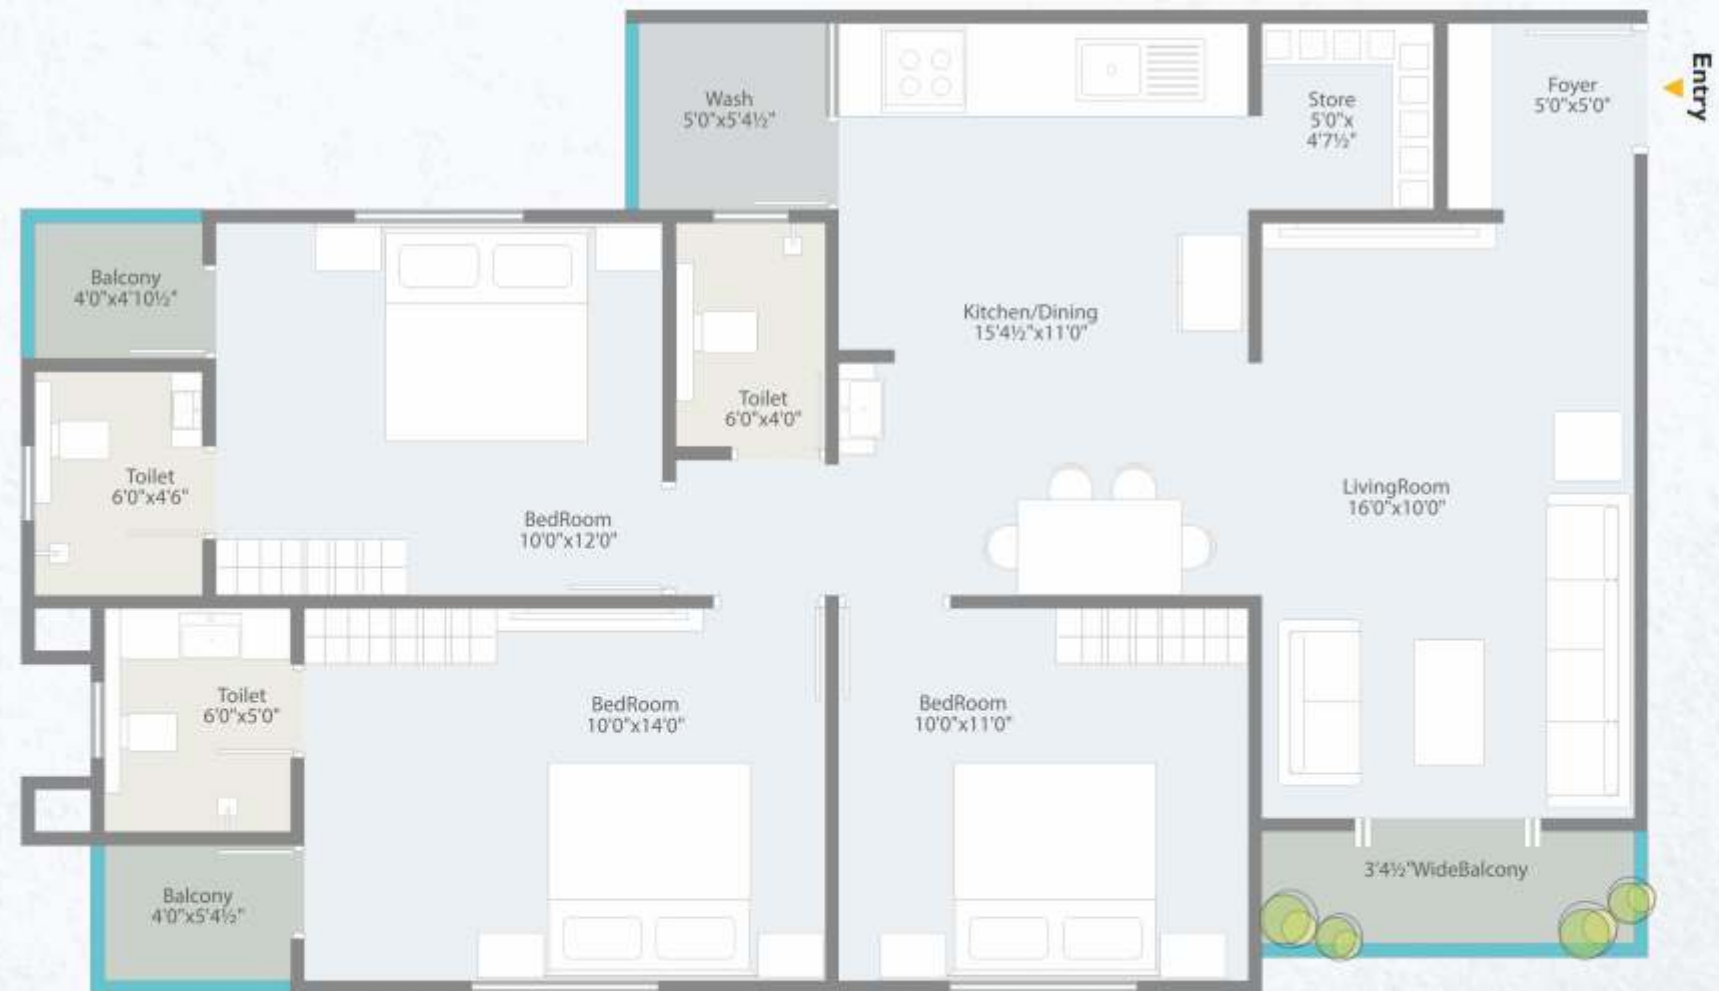 Entry
Wash
5'0"x5'4½"
Store
5'0"x
4'7½"
Foyer
5'0"x5'0"
Balcony
4'0"x4'10½"
Kitchen/Dining
15'4½"x11'0"
Toilet
6'0"x4'0"
Toilet
6'0"x4'6"
BedRoom
10'0"x12'0"
LivingRoom
16'0"x10'0"
Toilet
6'0"x5'0"
BedRoom
10'0"x14'0"
BedRoom
10'0"x11'0"
Balcony
4'0"x5'4½"
3'4½"WideBalcony